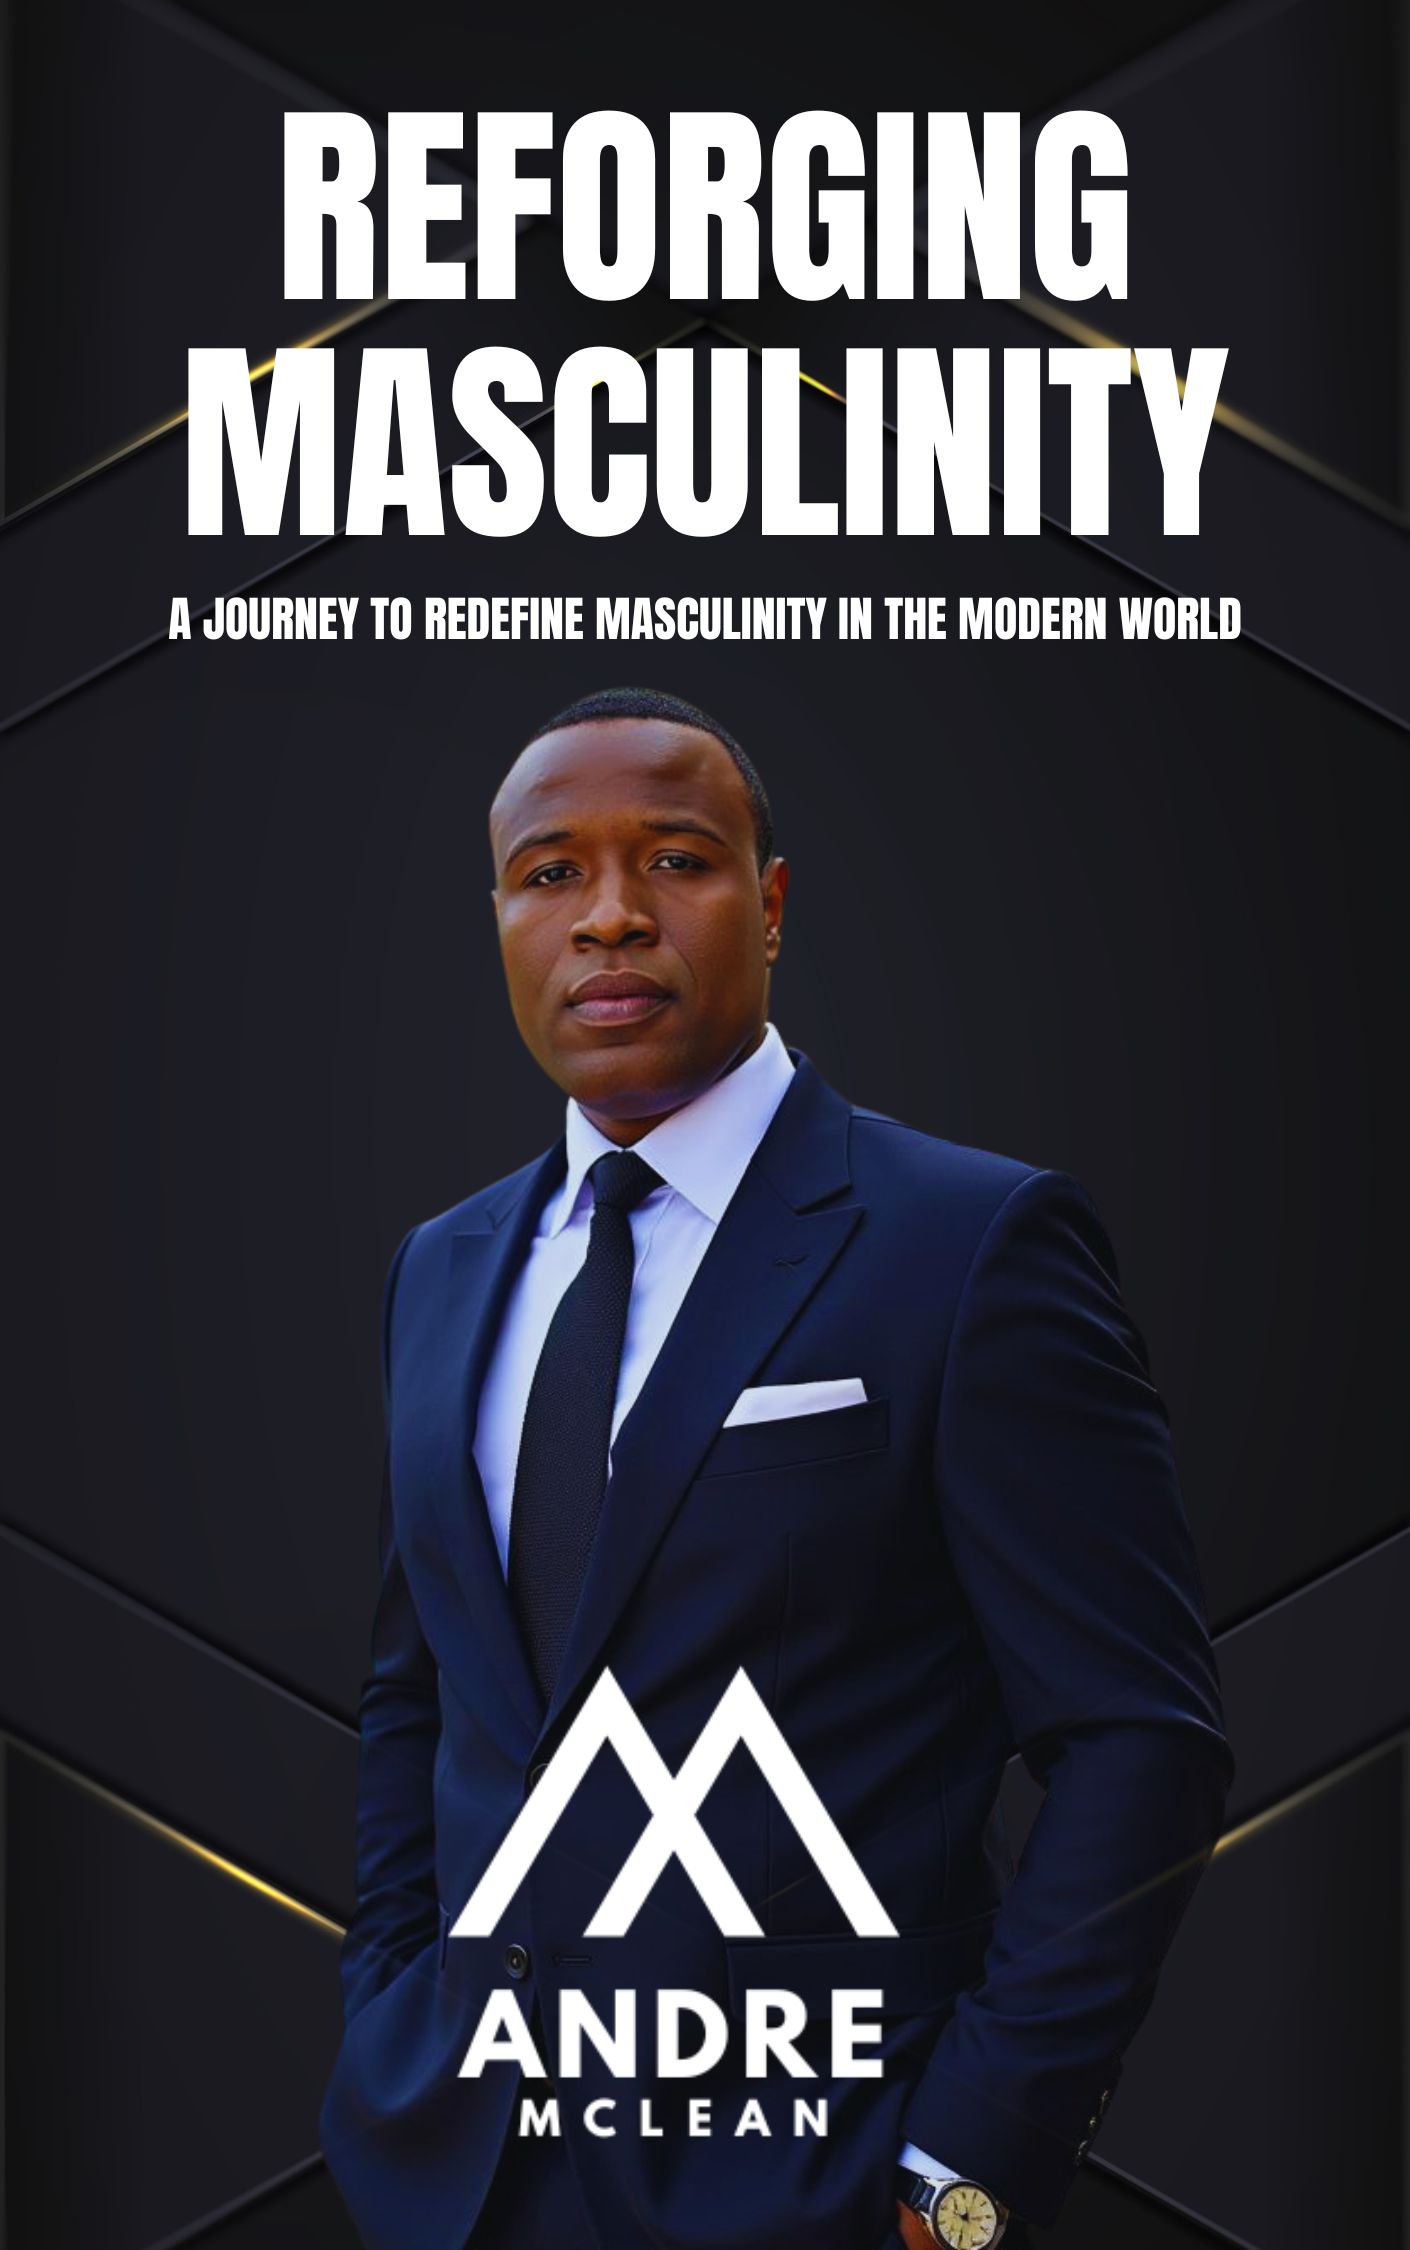 REFORGING
MASCULINITY
A JOURNEY TO REDEFINE MASCULINITY IN THE MODERN WORLD
ANDRE
MCLEAN